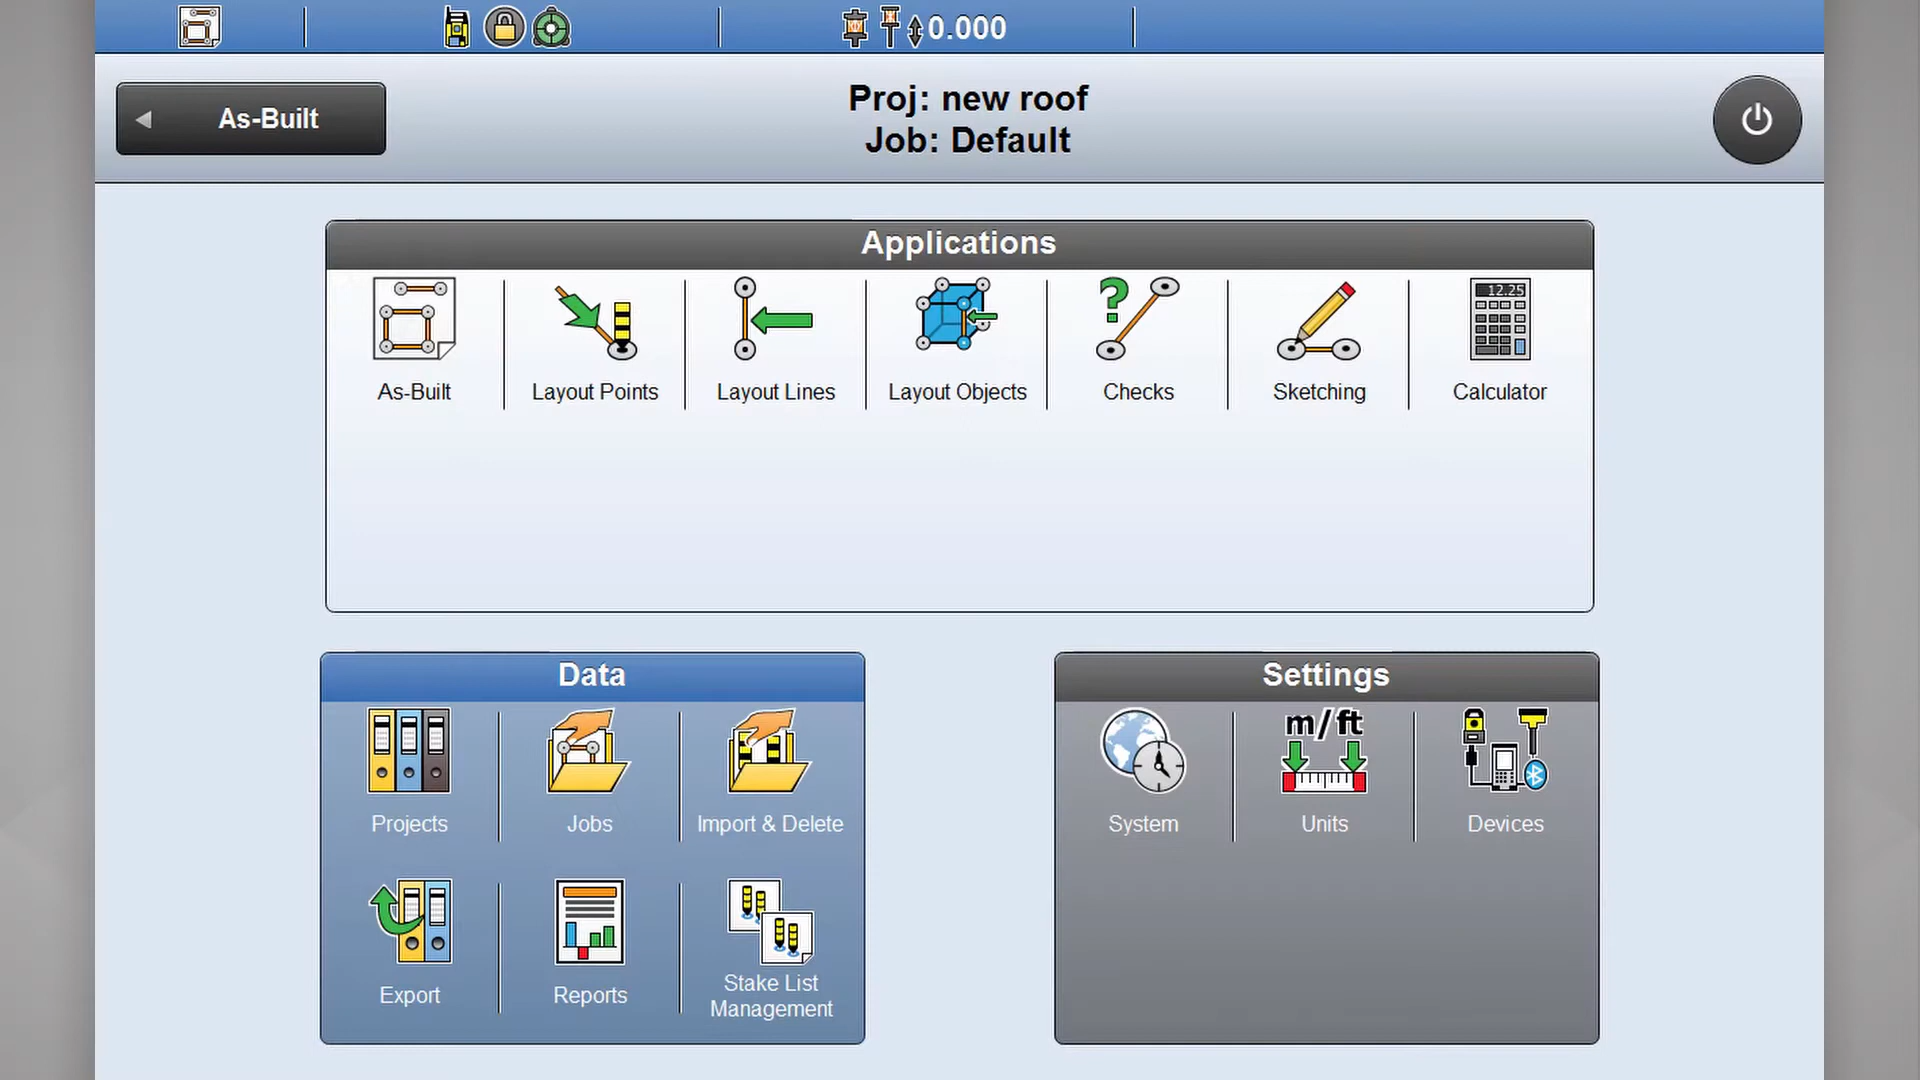 0.000
As-Built
Proj: new roof
Job: Default
Applications
12.25
As-Built
Layout Points
Layout Lines
Layout Objects
Checks
Sketching
Calculator
Data
Projects
Jobs
Import & Delete
Export
Reports
Stake List
Management
Settings
m/ft
System
Units
Devices